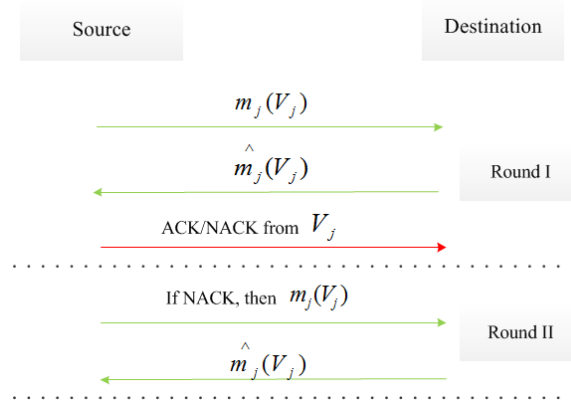 Source
Destination
m_j(V_j)
m̂_j(V_j)
Round I
ACK/NACK from V_j
If NACK, then m_j(V_j)
Round II
m̂_j(V_j)